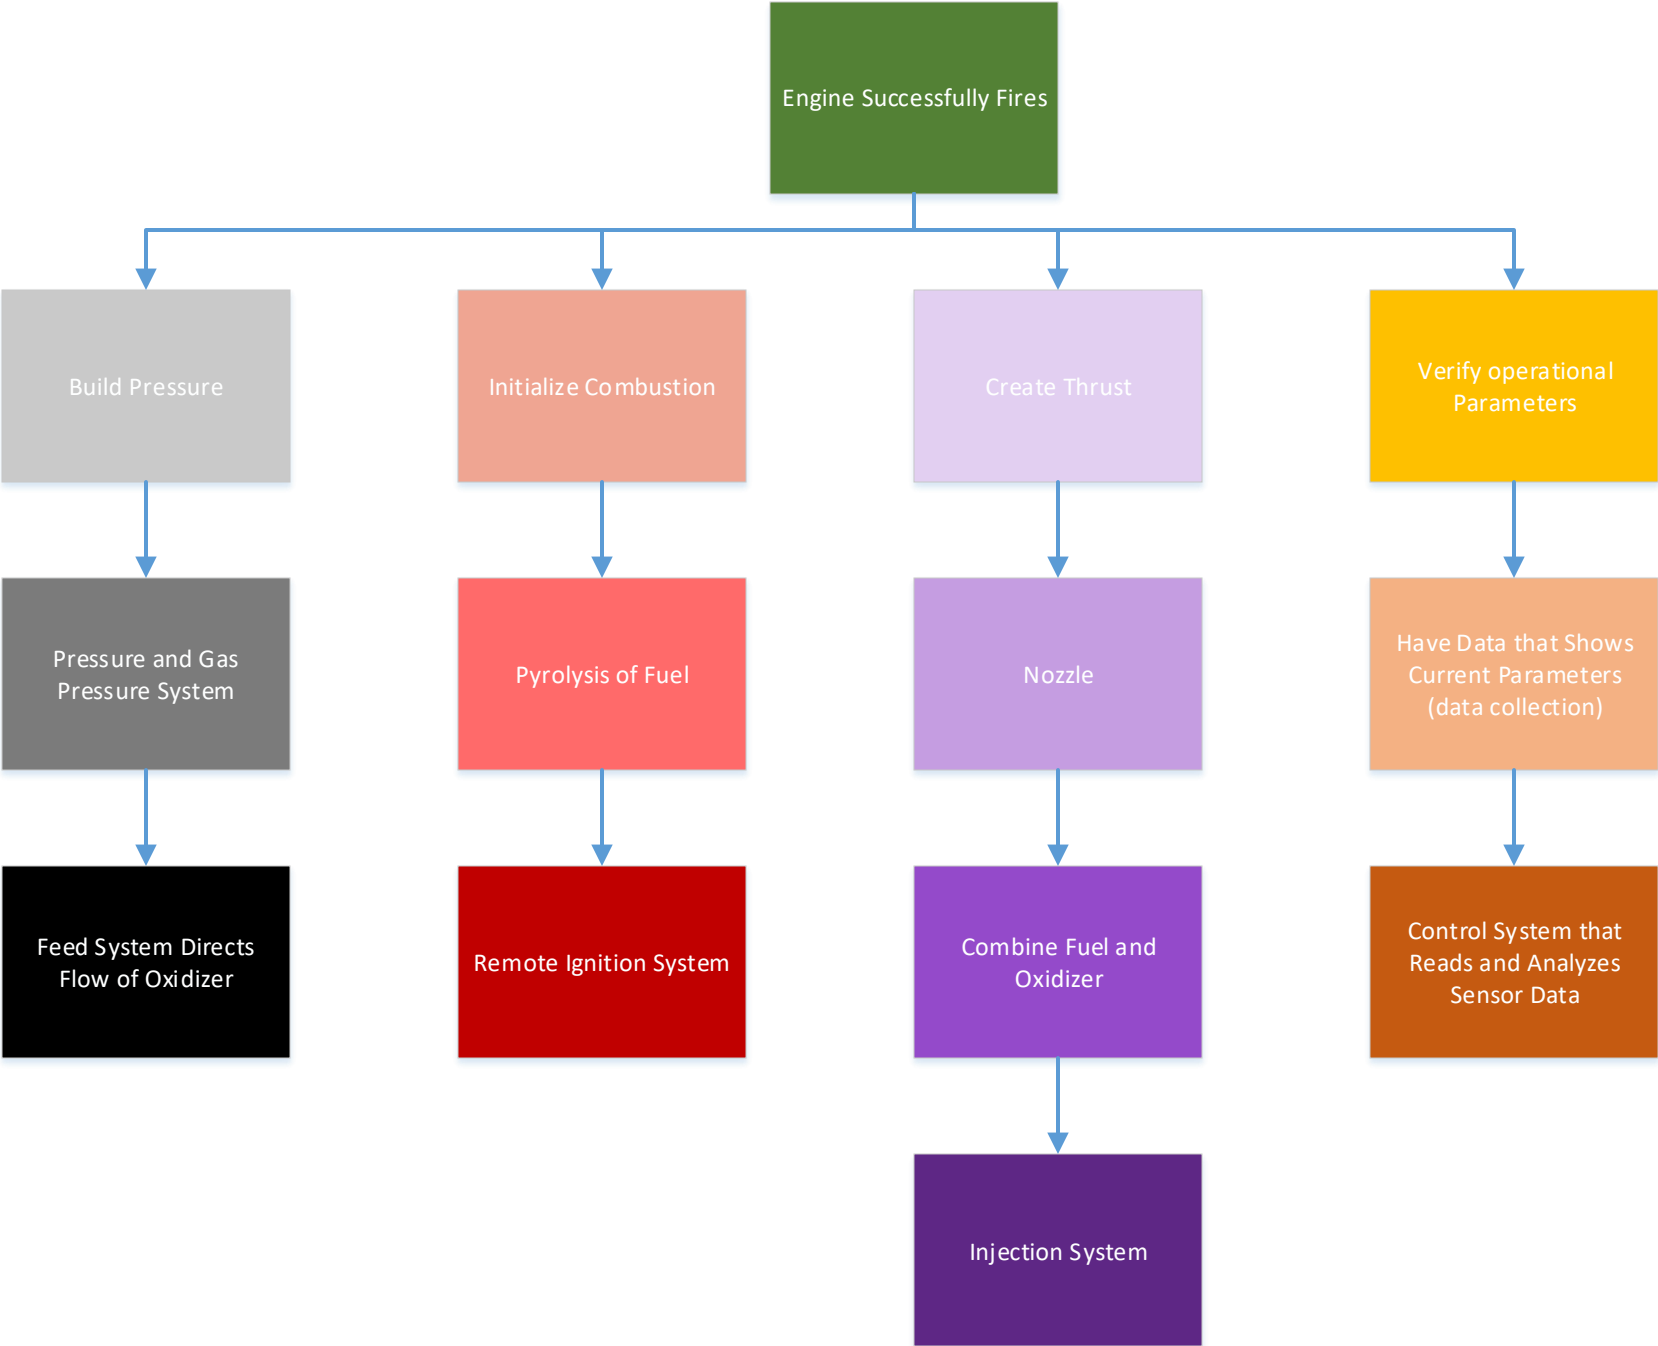 Engine Successfully Fires
Build Pressure
Initialize Combustion
Create Thrust
Verify operational
Parameters
Pressure and Gas
Pressure System
Pyrolysis of Fuel
Nozzle
Have Data that Shows
Current Parameters
(data collection)
Feed System Directs
Flow of Oxidizer
Remote Ignition System
Combine Fuel and
Oxidizer
Control System that
Reads and Analyzes
Sensor Data
Injection System